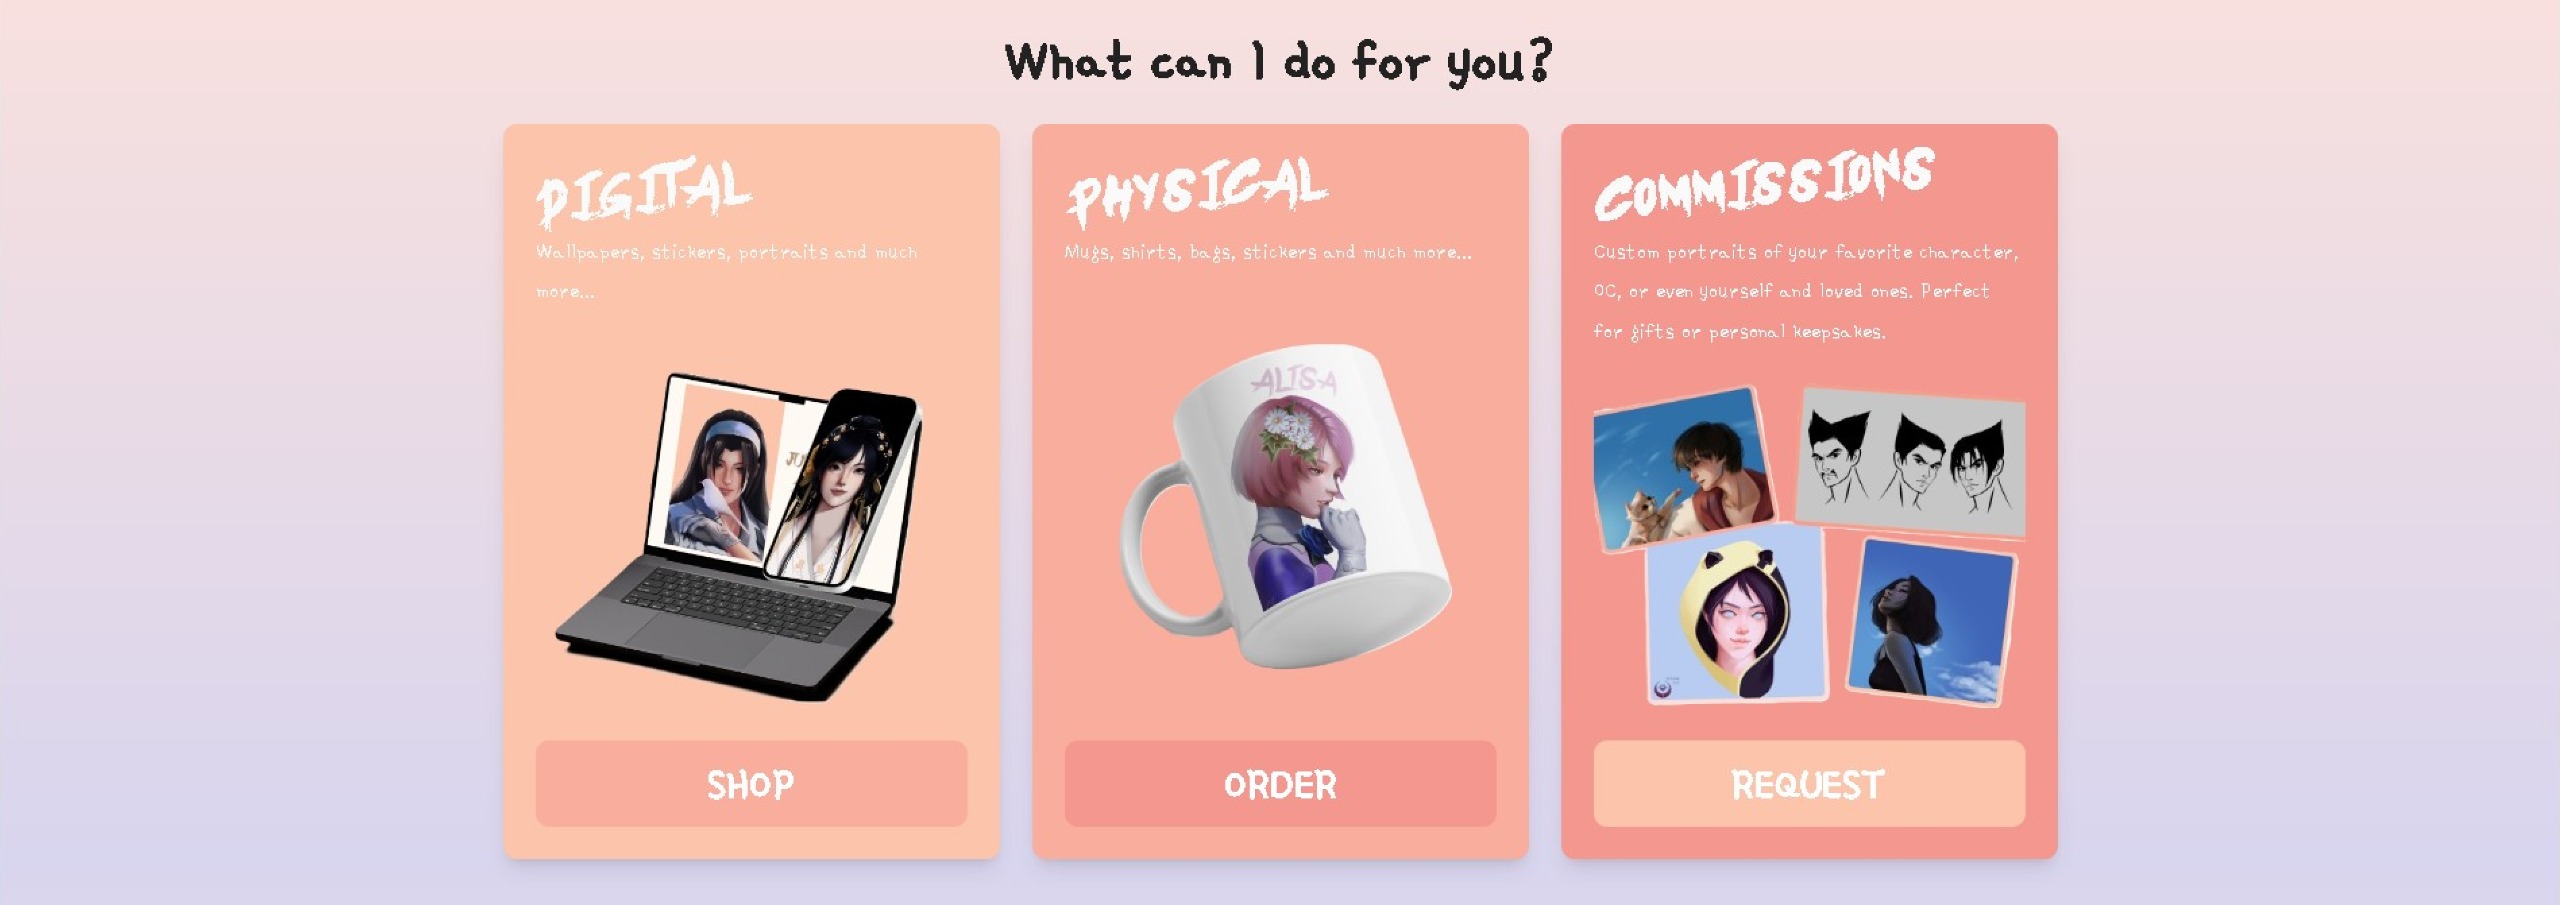 What can I do for you?
DIGITAL
Wallpapers, stickers, portraits and much
more...
SHOP
PHYSICAL
Mugs, shirts, bags, stickers and much more...
ALISA
ORDER
COMMISSIONS
Custom portraits of your favorite character,
OC, or even yourself and loved ones. Perfect
for gifts or personal keepsakes.
REQUEST